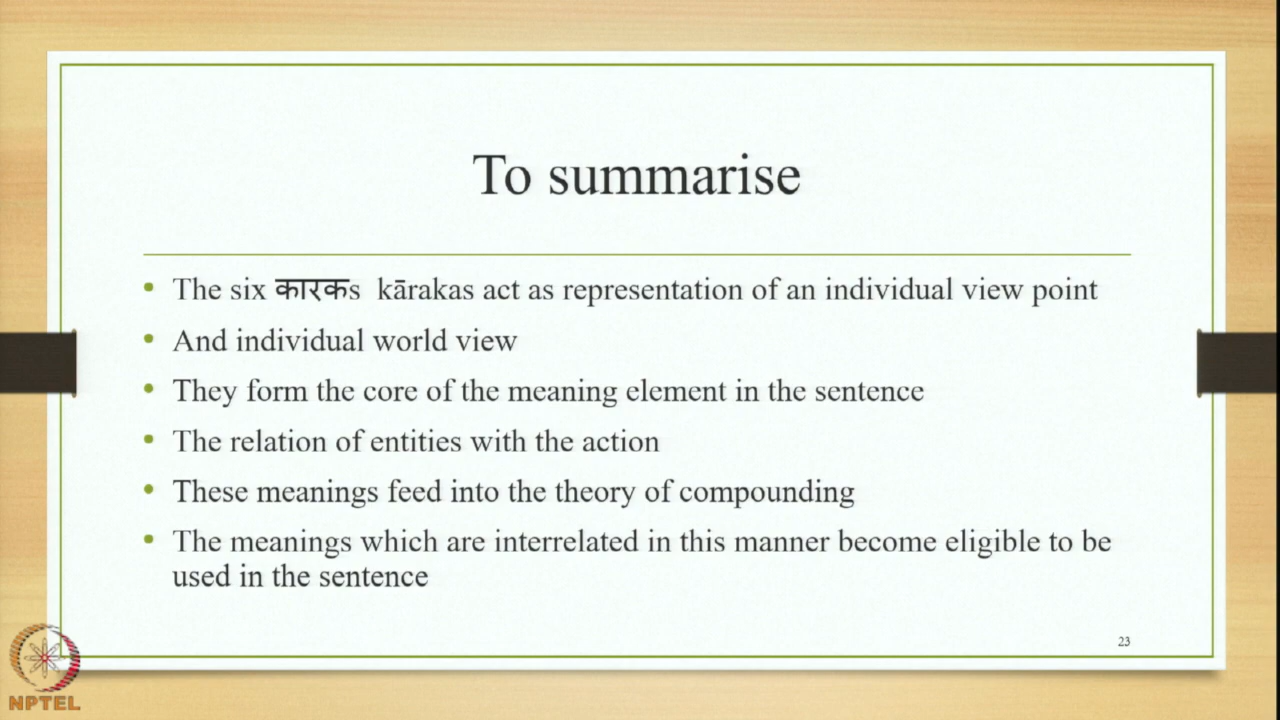 To summarise
The six कारकs kārakas act as representation of an individual view point
And individual world view
They form the core of the meaning element in the sentence
The relation of entities with the action
These meanings feed into the theory of compounding
The meanings which are interrelated in this manner become eligible to be
used in the sentence
23
NPTEL